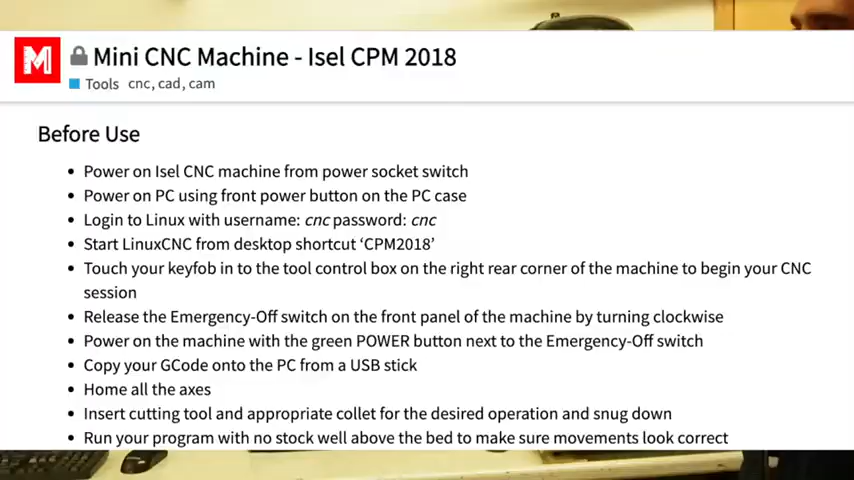 M
Mini CNC Machine - Isel CPM 2018
Tools cnc, cad, cam
Before Use
• Power on Isel CNC machine from power socket switch
• Power on PC using front power button on the PC case
• Login to Linux with username: cnc password: cnc
• Start LinuxCNC from desktop shortcut ‘CPM2018’
• Touch your keyfob in to the tool control box on the right rear corner of the machine to begin your CNC
session
• Release the Emergency-Off switch on the front panel of the machine by turning clockwise
• Power on the machine with the green POWER button next to the Emergency-Off switch
• Copy your GCode onto the PC from a USB stick
• Home all the axes
• Insert cutting tool and appropriate collet for the desired operation and snug down
• Run your program with no stock well above the bed to make sure movements look correct